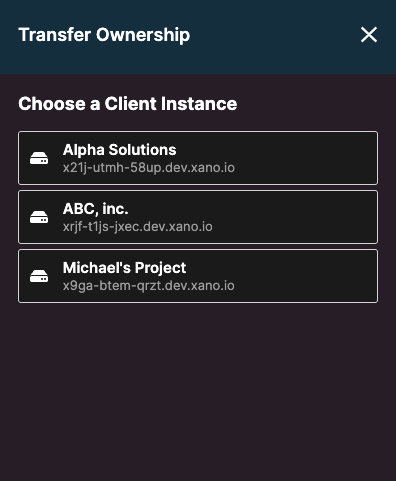 Transfer Ownership
Choose a Client Instance
Alpha Solutions
x21j-utmh-58up.dev.xano.io
ABC, inc.
xrjf-t1js-jxec.dev.xano.io
Michael's Project
x9ga-btem-qrzt.dev.xano.io